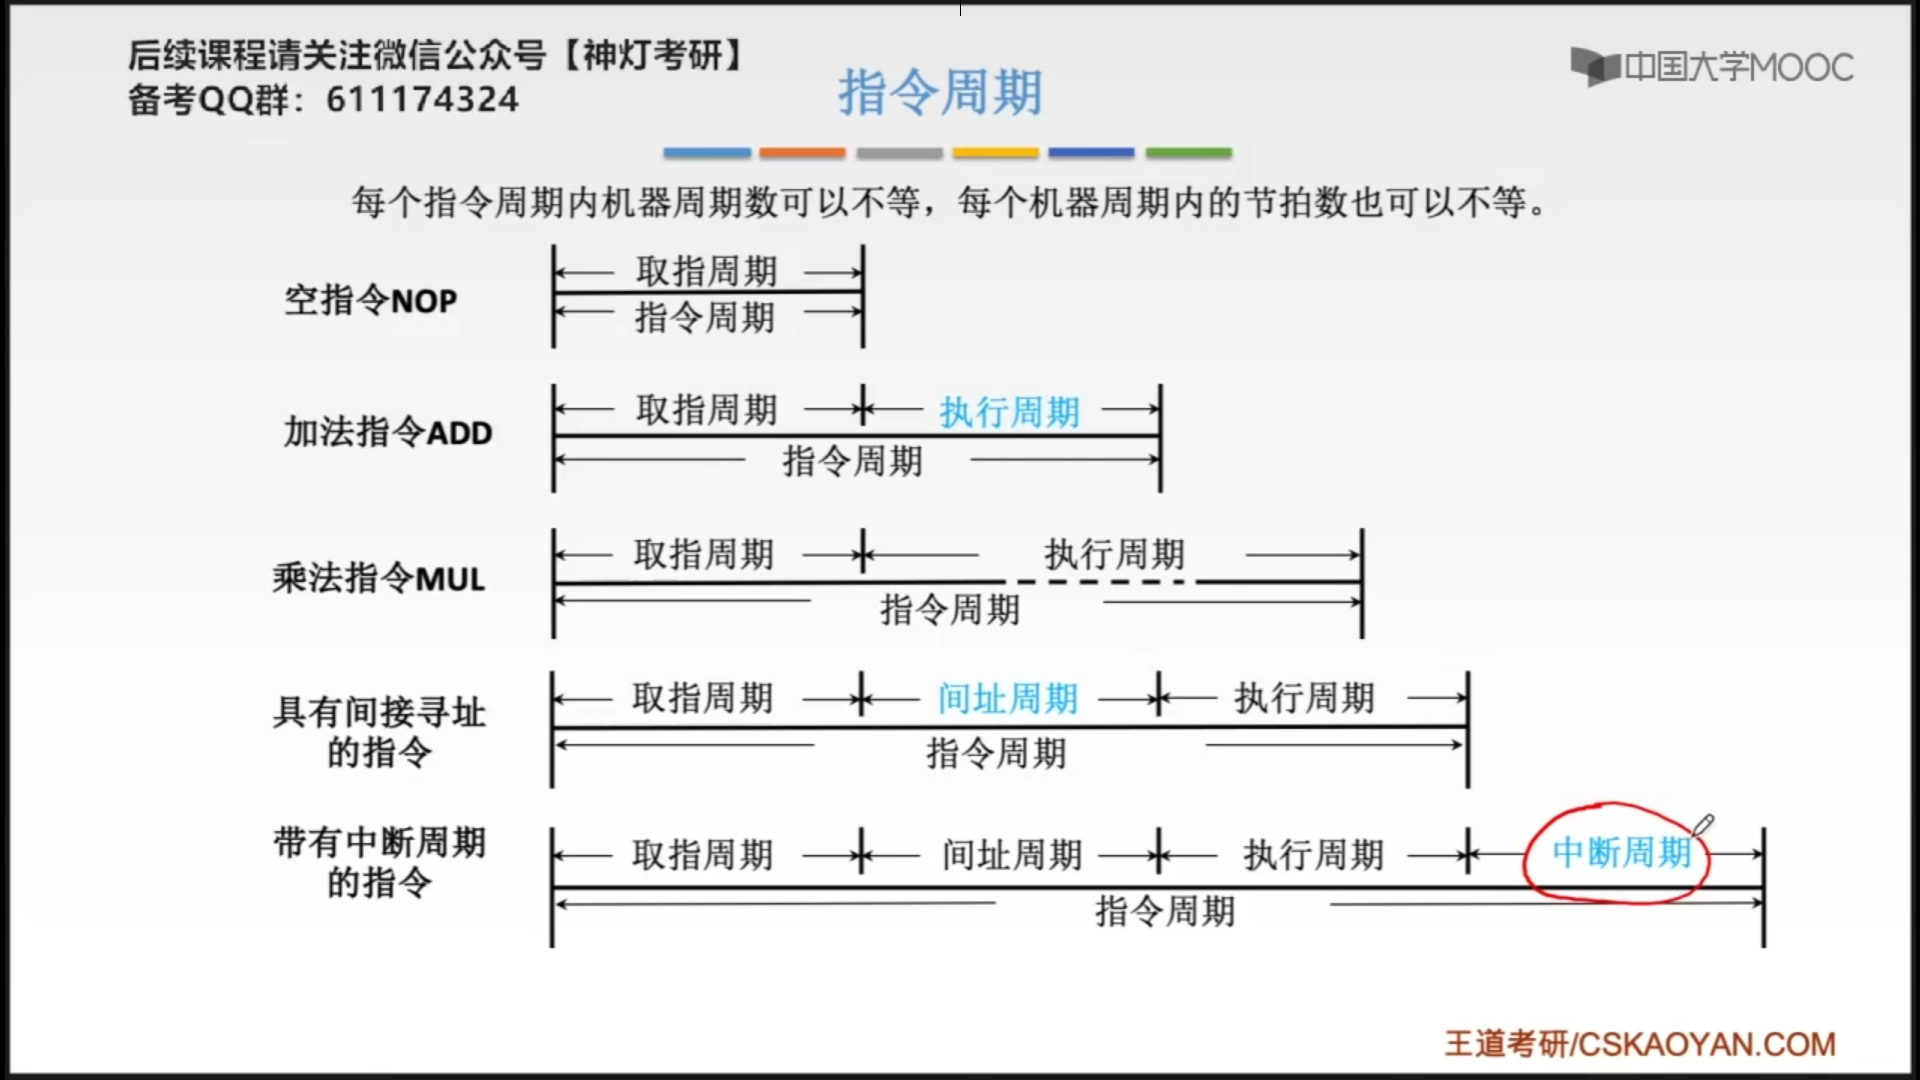 后续课程请关注微信公众号【神灯考研】
备考QQ群：611174324
中国大学MOOC
指令周期
每个指令周期内机器周期数可以不等，每个机器周期内的节拍数也可以不等。
空指令NOP
取指周期
指令周期
加法指令ADD
取指周期 执行周期
指令周期
乘法指令MUL
取指周期 执行周期
指令周期
具有间接寻址
的指令
取指周期 间址周期 执行周期
指令周期
带有中断周期
的指令
取指周期 间址周期 执行周期 中断周期
指令周期
王道考研/CSKAOYAN.COM